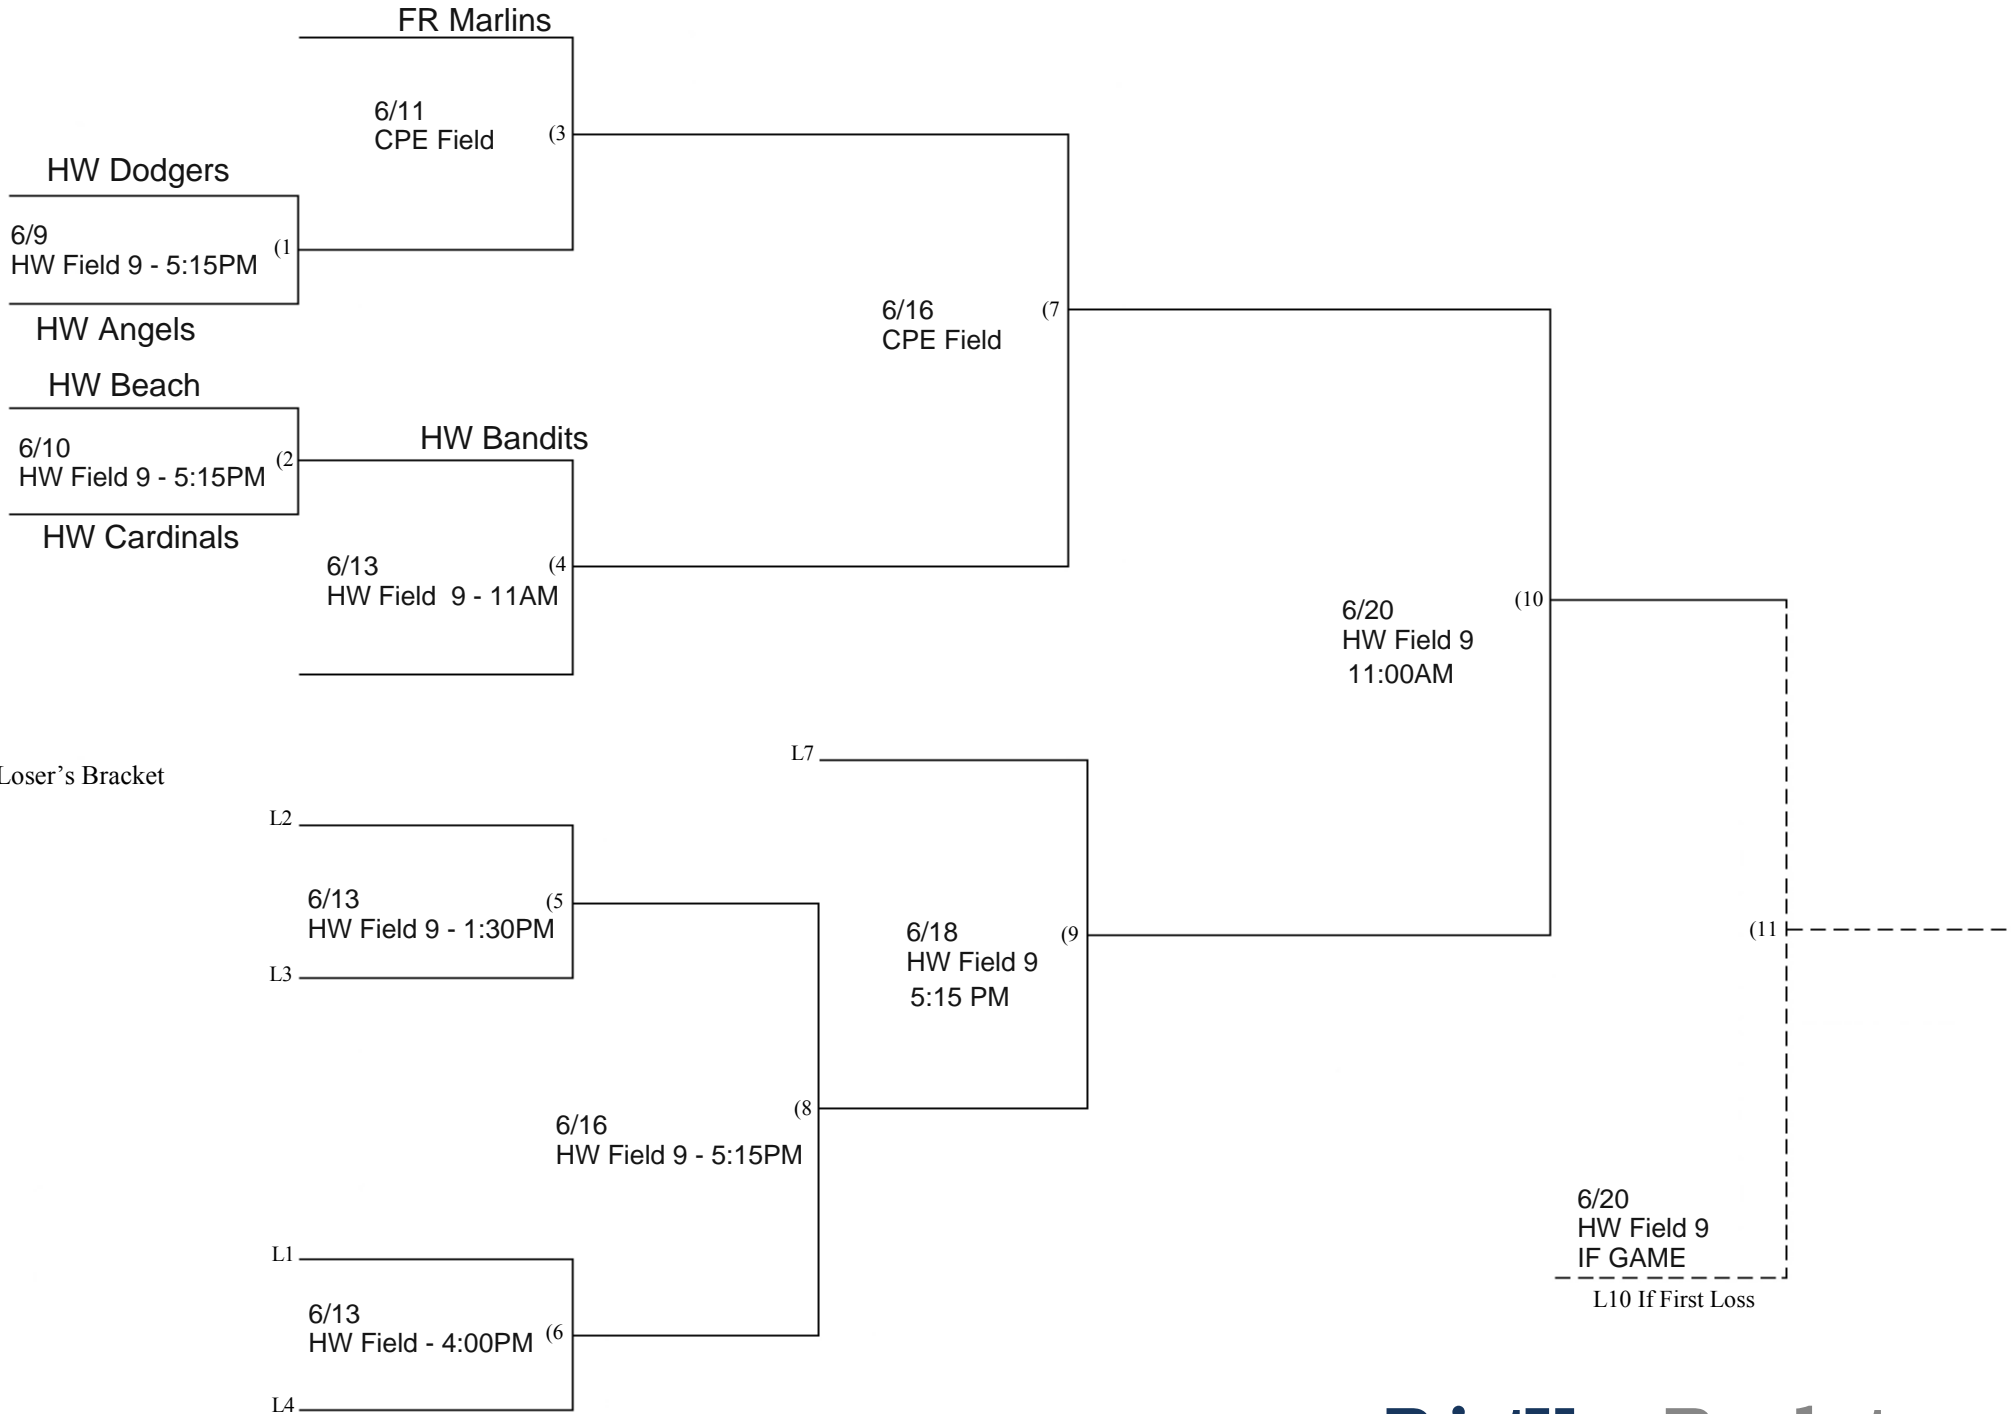 FR Marlins
6/11
CPE Field
(3
HW Dodgers
6/9
HW Field 9 - 5:15PM
(1
HW Angels
HW Beach
6/10
HW Field 9 - 5:15PM
(2
HW Cardinals
HW Bandits
6/13
HW Field 9 - 11AM
(4
6/16
CPE Field
(7
6/20
HW Field 9
11:00AM
(10
Loser's Bracket
L7
L2
6/13
HW Field 9 - 1:30PM
(5
L3
6/18
HW Field 9
5:15 PM
(9
(11
6/16
HW Field 9 - 5:15PM
(8
6/20
HW Field 9
IF GAME
L10 If First Loss
L1
6/13
HW Field - 4:00PM
(6
L4